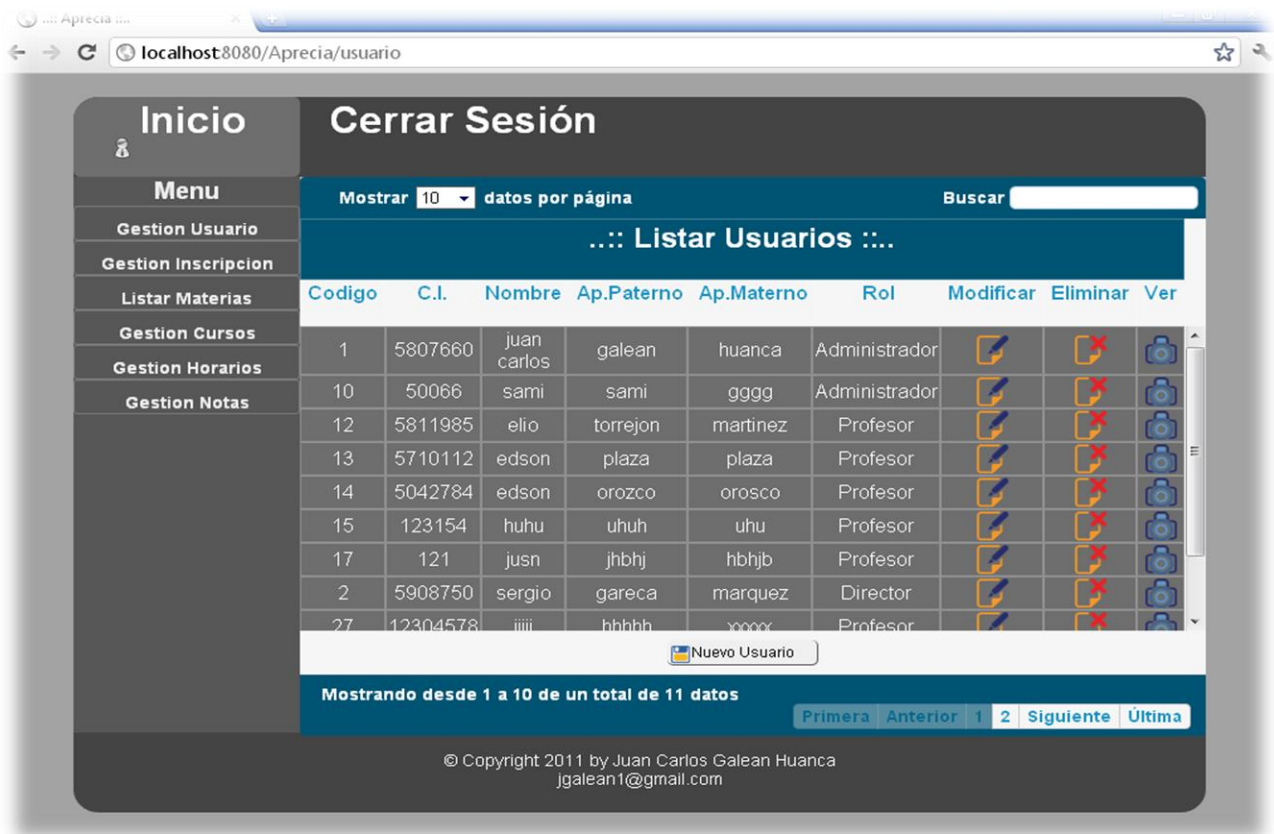 ..:: Aprecia ::..
localhost:8080/Aprecia/usuario
Inicio
Cerrar Sesión
Menu
Gestion Usuario
Gestion Inscripcion
Listar Materias
Gestion Cursos
Gestion Horarios
Gestion Notas
Mostrar 10 datos por página
Buscar
..:: Listar Usuarios ::..
Codigo C.I. Nombre Ap.Paterno Ap.Materno Rol Modificar Eliminar Ver
1 5807660 juan carlos galean huanca Administrador
10 50066 sami sami gggg Administrador
12 5811985 elio torrejon martinez Profesor
13 5710112 edson plaza plaza Profesor
14 5042784 edson orozco orosco Profesor
15 123154 huhu uhuh uhu Profesor
17 121 jusn jhbhj hbhjb Profesor
2 5908750 sergio gareca marquez Director
27 12304578 hhhhh Profesor
Nuevo Usuario
Mostrando desde 1 a 10 de un total de 11 datos
Primera Anterior 1 2 Siguiente Última
© Copyright 2011 by Juan Carlos Galean Huanca
jgalean1@gmail.com